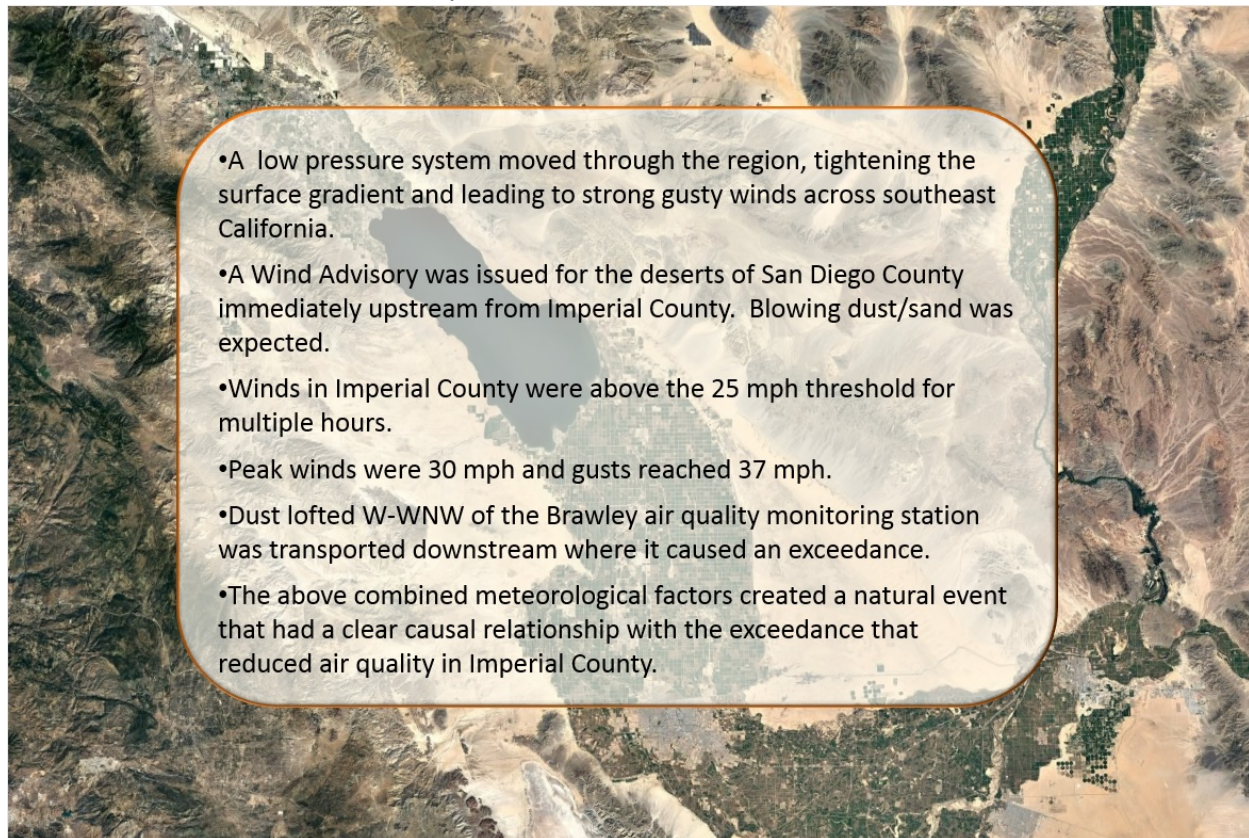 •A  low pressure system moved through the region, tightening the
surface gradient and leading to strong gusty winds across southeast
California.
•A Wind Advisory was issued for the deserts of San Diego County
immediately upstream from Imperial County.  Blowing dust/sand was
expected.
•Winds in Imperial County were above the 25 mph threshold for
multiple hours.
•Peak winds were 30 mph and gusts reached 37 mph.
•Dust lofted W-WNW of the Brawley air quality monitoring station
was transported downstream where it caused an exceedance.
•The above combined meteorological factors created a natural event
that had a clear causal relationship with the exceedance that
reduced air quality in Imperial County.